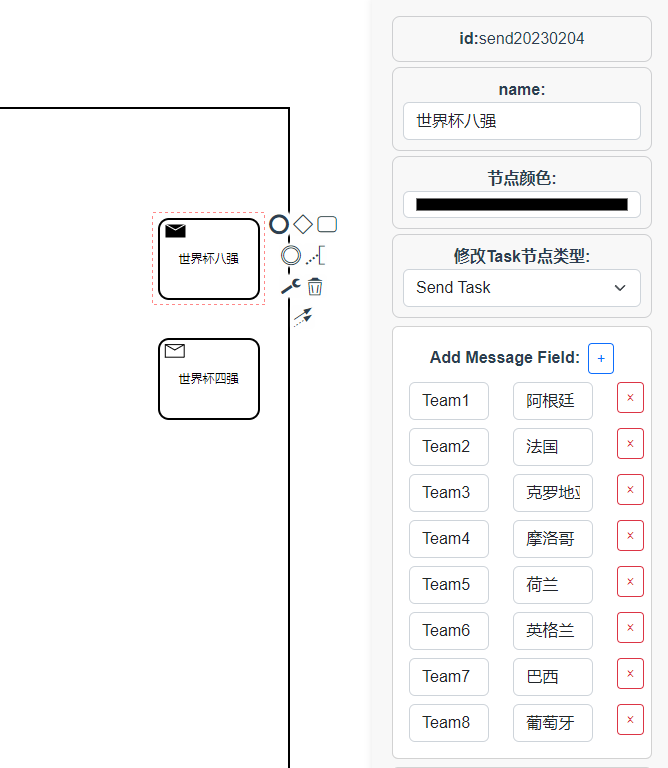 世界杯八强
世界杯四强
id:send20230204
name:
世界杯八强
节点颜色:
修改Task节点类型:
Send Task
Add Message Field: +
Team1 阿根廷 x
Team2 法国 x
Team3 克罗地 x
Team4 摩洛哥 x
Team5 荷兰 x
Team6 英格兰 x
Team7 巴西 x
Team8 葡萄牙 x